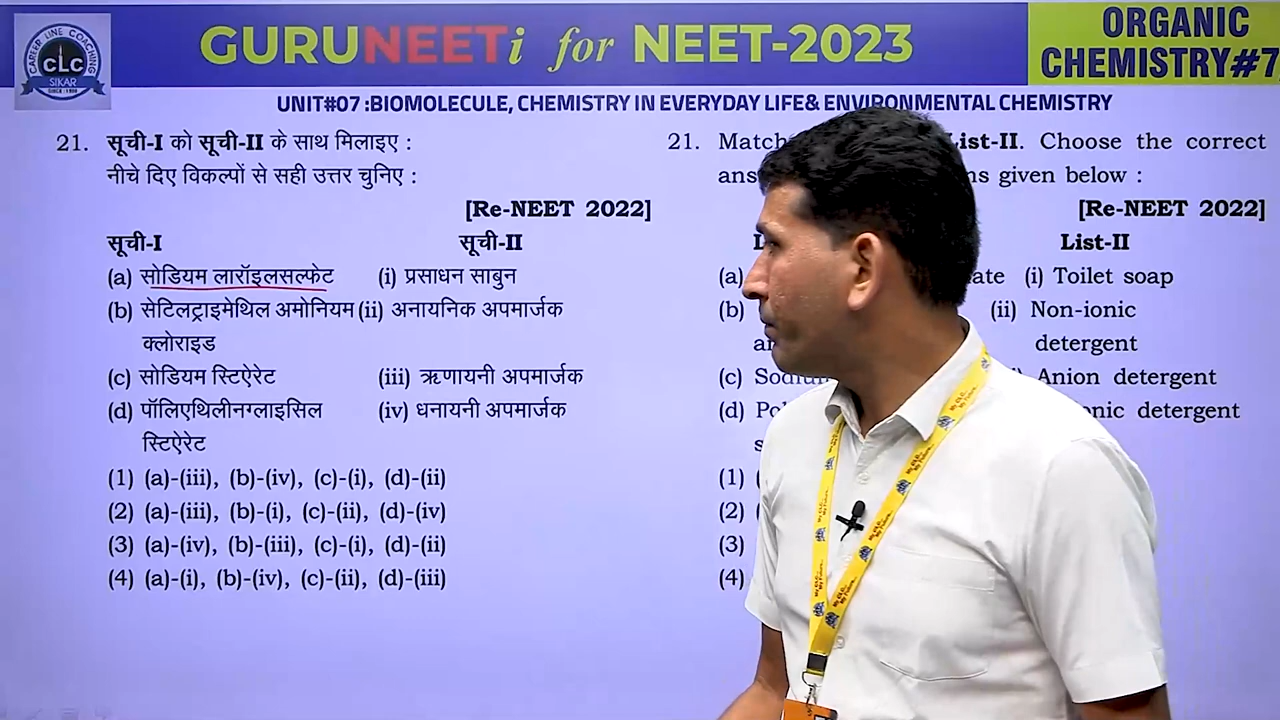 CAREER LINE COACHING
CLC
SIKAR
SINCE : 1996
GURUNEETi for NEET-2023
ORGANIC
CHEMISTRY#7
UNIT#07 :BIOMOLECULE, CHEMISTRY IN EVERYDAY LIFE& ENVIRONMENTAL CHEMISTRY
21. सूची-I को सूची-II के साथ मिलाइए :
नीचे दिए विकल्पों से सही उत्तर चुनिए :
[Re-NEET 2022]
सूची-I सूची-II
(a) सोडियम लारॉइलसल्फेट (i) प्रसाधन साबुन
(b) सेटिलट्राइमेथिल अमोनियम (ii) अनायनिक अपमार्जक
क्लोराइड
(c) सोडियम स्टिऐरेट (iii) ऋणायनी अपमार्जक
(d) पॉलिएथिलीनग्लाइसिल (iv) धनायनी अपमार्जक
स्टिऐरेट
(1) (a)-(iii), (b)-(iv), (c)-(i), (d)-(ii)
(2) (a)-(iii), (b)-(i), (c)-(ii), (d)-(iv)
(3) (a)-(iv), (b)-(iii), (c)-(i), (d)-(ii)
(4) (a)-(i), (b)-(iv), (c)-(ii), (d)-(iii)
21. Match List-II. Choose the correct
given below :
[Re-NEET 2022]
List-II
(a) (i) Toilet soap
(b) (ii) Non-ionic
detergent
(c) Anion detergent
(d) detergent
(1)
(2)
(3)
(4)